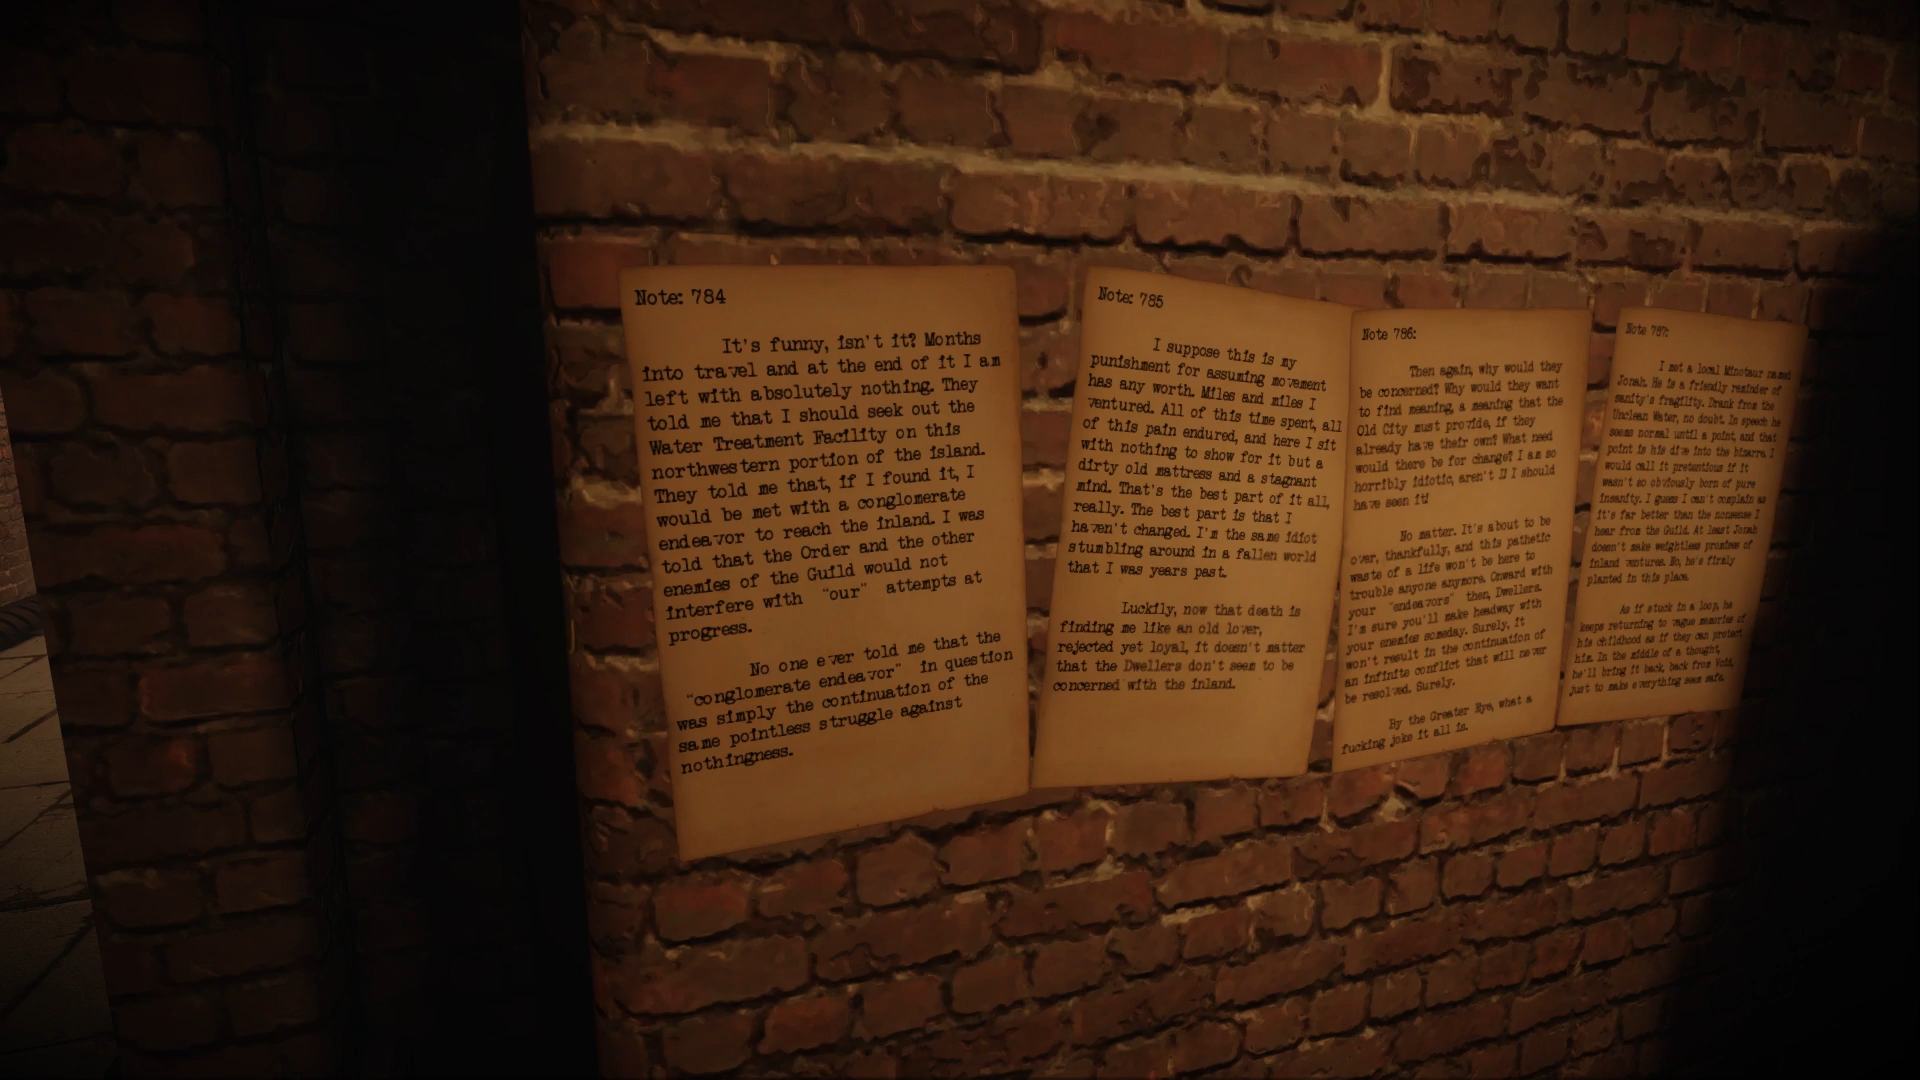 Note: 784
It's funny, isn't it? Months
into travel and at the end of it I am
left with absolutely nothing. They
told me that I should seek out the
Water Treatment Facility on this
northwestern portion of the island.
They told me that, if I found it, I
would be met with a conglomerate
endeavor to reach the inland. I was
told that the Order and the other
enemies of the Guild would not
interfere with "our" attempts at
progress.
No one ever told me that the
"conglomerate endeavor" in question
was simply the continuation of the
same pointless struggle against
nothingness.
Note: 785
I suppose this is my
punishment for assuming movement
has any worth. Miles and miles I
ventured. All of this time spent, all
of this pain endured, and here I sit
with nothing to show for it but a
dirty old mattress and a stagnant
mind. That's the best part of it all,
really. The best part is that I
haven't changed. I'm the same idiot
stumbling around in a fallen world
that I was years past.
Luckily, now that death is
finding me like an old lover,
rejected yet loyal, it doesn't matter
that the Dwellers don't seem to be
concerned with the inland.
Note 786:
Then again, why would they
be concerned? Why would they want
to find meaning, a meaning that the
Old City must provide, if they
already have their own? What need
would there be for change? I am so
horribly idiotic, aren't I? I should
have seen it!
No matter. It's about to be
over, thankfully, and this pathetic
waste of a life won't be here to
trouble anyone anymore. Onward with
your "endeavors" then, Dwellers.
I'm sure you'll make headway with
your enemies someday. Surely, it
won't result in the continuation of
an infinite conflict that will never
be resolved. Surely.
By the Greater Eye, what a
fucking joke it all is.
Note 787:
I met a local Minotaur named
Jonah. He is a friendly reminder of
sanity's fragility. Drank from the
Unclean Water, no doubt. In speech he
seems normal until a point, and that
point is his dive into the bizarre. I
would call it pretentious if it
wasn't so obviously born of pure
insanity. I guess I can't complain as
it's far better than the nonsense I
hear from the Guild. At least Jonah
doesn't make weightless promises of
inland ventures. No, he's firmly
planted in this place.
As if stuck in a loop, he
keeps returning to vague memories of
his childhood as if they can protect
him. In the middle of a thought,
he'll bring it back, back from Void,
just to make everything seem safe.